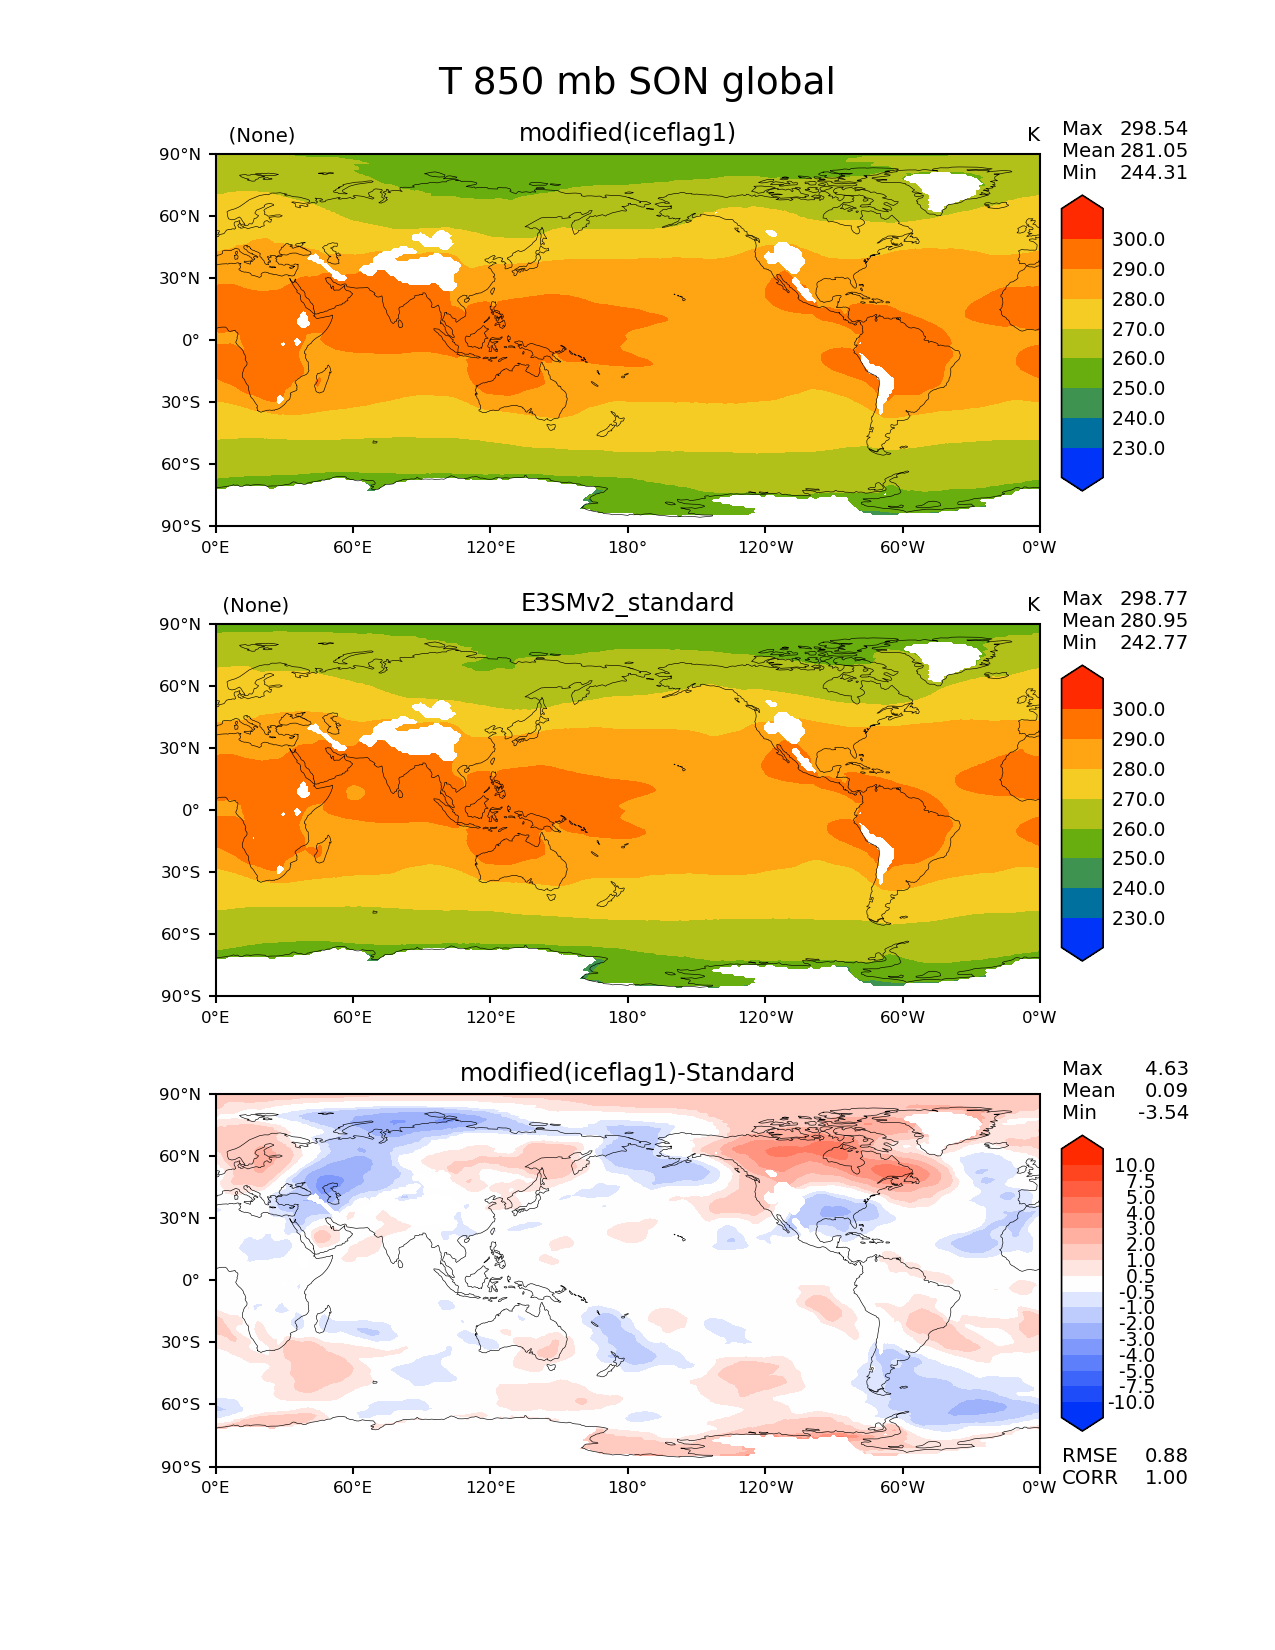 T 850 mb SON global
(None) modified(iceflag1) K
Max 298.54
Mean 281.05
Min 244.31
90°N
60°N
30°N
0°
30°S
60°S
90°S
0°E 60°E 120°E 180° 120°W 60°W 0°W
300.0
290.0
280.0
270.0
260.0
250.0
240.0
230.0
(None) E3SMv2_standard K
Max 298.77
Mean 280.95
Min 242.77
90°N
60°N
30°N
0°
30°S
60°S
90°S
0°E 60°E 120°E 180° 120°W 60°W 0°W
300.0
290.0
280.0
270.0
260.0
250.0
240.0
230.0
modified(iceflag1)-Standard
Max 4.63
Mean 0.09
Min -3.54
90°N
60°N
30°N
0°
30°S
60°S
90°S
0°E 60°E 120°E 180° 120°W 60°W 0°W
10.0
7.5
5.0
4.0
3.0
2.0
1.0
0.5
-0.5
-1.0
-2.0
-3.0
-4.0
-5.0
-7.5
-10.0
RMSE 0.88
CORR 1.00